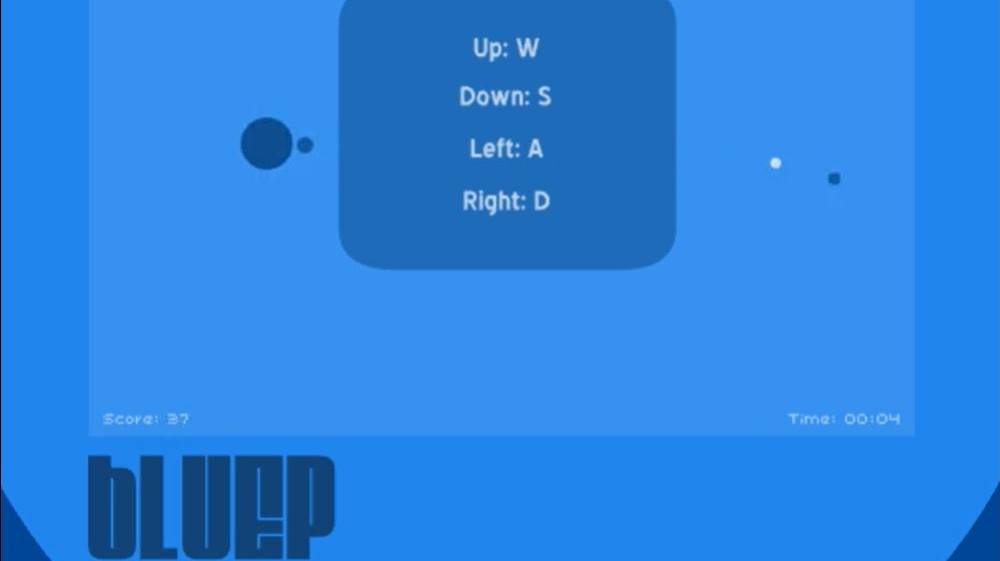 Up: W
Down: S
Left: A
Right: D
Score: 37
Time: 00:04
bLUEP